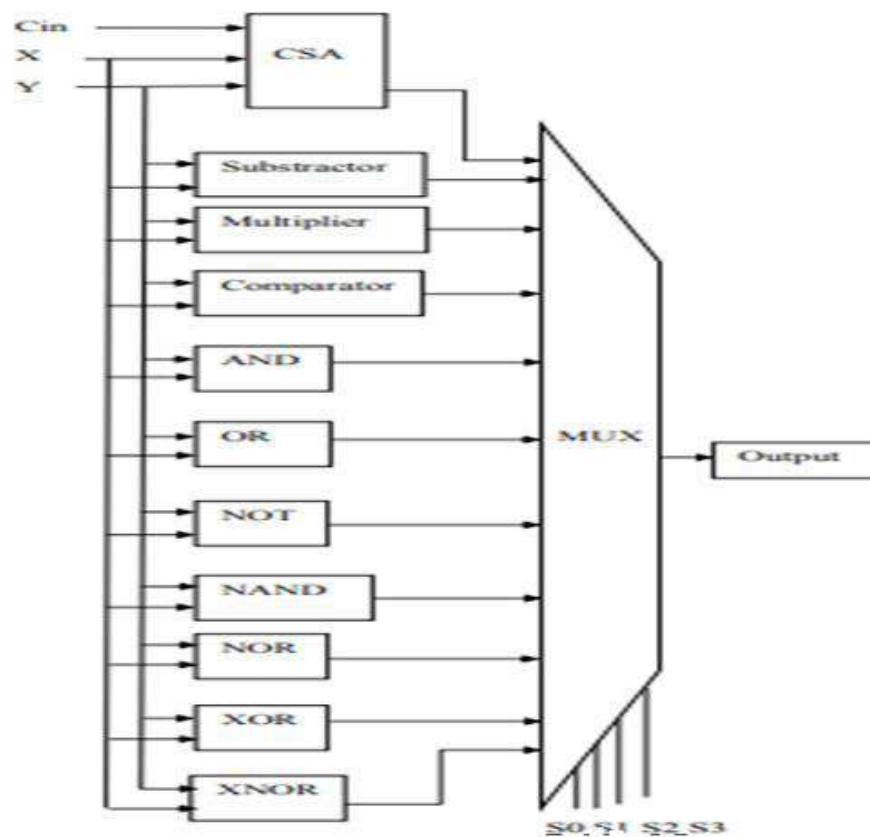 Cin
X
Y
CSA
Substractor
Multiplier
Comparator
AND
OR
NOT
NAND
NOR
XOR
XNOR
MUX
Output
S0 S1 S2 S3